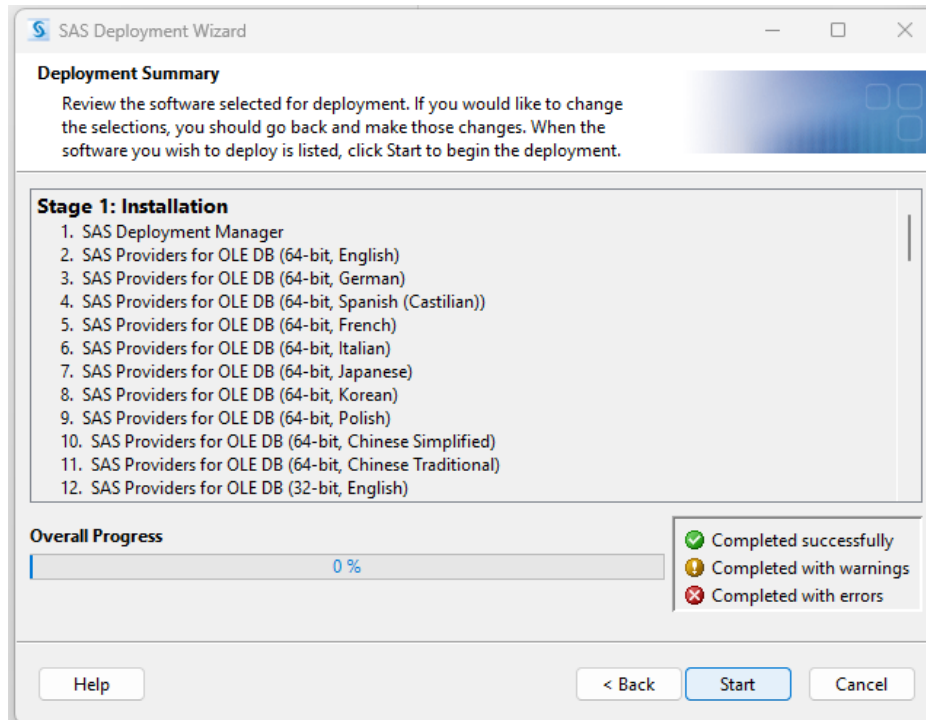 SAS Deployment Wizard
Deployment Summary
Review the software selected for deployment. If you would like to change
the selections, you should go back and make those changes. When the
software you wish to deploy is listed, click Start to begin the deployment.
Stage 1: Installation
1. SAS Deployment Manager
2. SAS Providers for OLE DB (64-bit, English)
3. SAS Providers for OLE DB (64-bit, German)
4. SAS Providers for OLE DB (64-bit, Spanish (Castilian))
5. SAS Providers for OLE DB (64-bit, French)
6. SAS Providers for OLE DB (64-bit, Italian)
7. SAS Providers for OLE DB (64-bit, Japanese)
8. SAS Providers for OLE DB (64-bit, Korean)
9. SAS Providers for OLE DB (64-bit, Polish)
10. SAS Providers for OLE DB (64-bit, Chinese Simplified)
11. SAS Providers for OLE DB (64-bit, Chinese Traditional)
12. SAS Providers for OLE DB (32-bit, English)
Overall Progress
0 %
Completed successfully
Completed with warnings
Completed with errors
Help
< Back
Start
Cancel